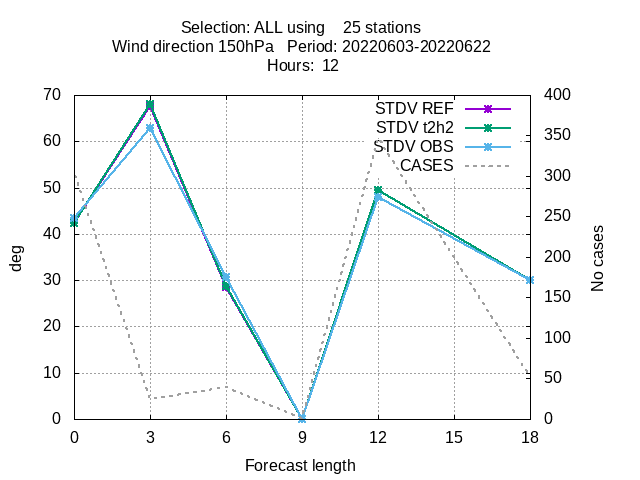 Selection: ALL using    25 stations
Wind direction 150hPa   Period: 20220603-20220622
Hours:  12
STDV REF
STDV t2h2
STDV OBS
CASES
deg
No cases
70
60
50
40
30
20
10
0
400
350
300
250
200
150
100
50
0
0 3 6 9 12 15 18
Forecast length